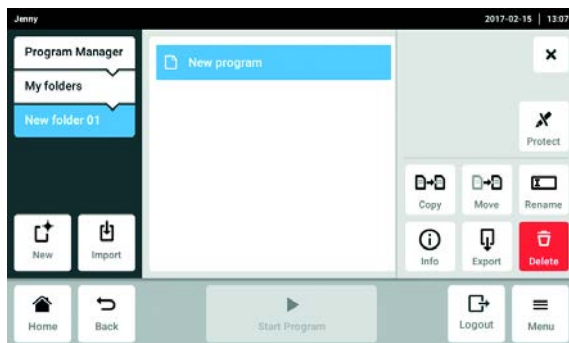 Jenny 2017-02-15 | 13:07
Program Manager
My folders
New folder 01
New program
Protect
Copy Move Rename
New Import
Info Export Delete
Home Back Start Program Logout Menu